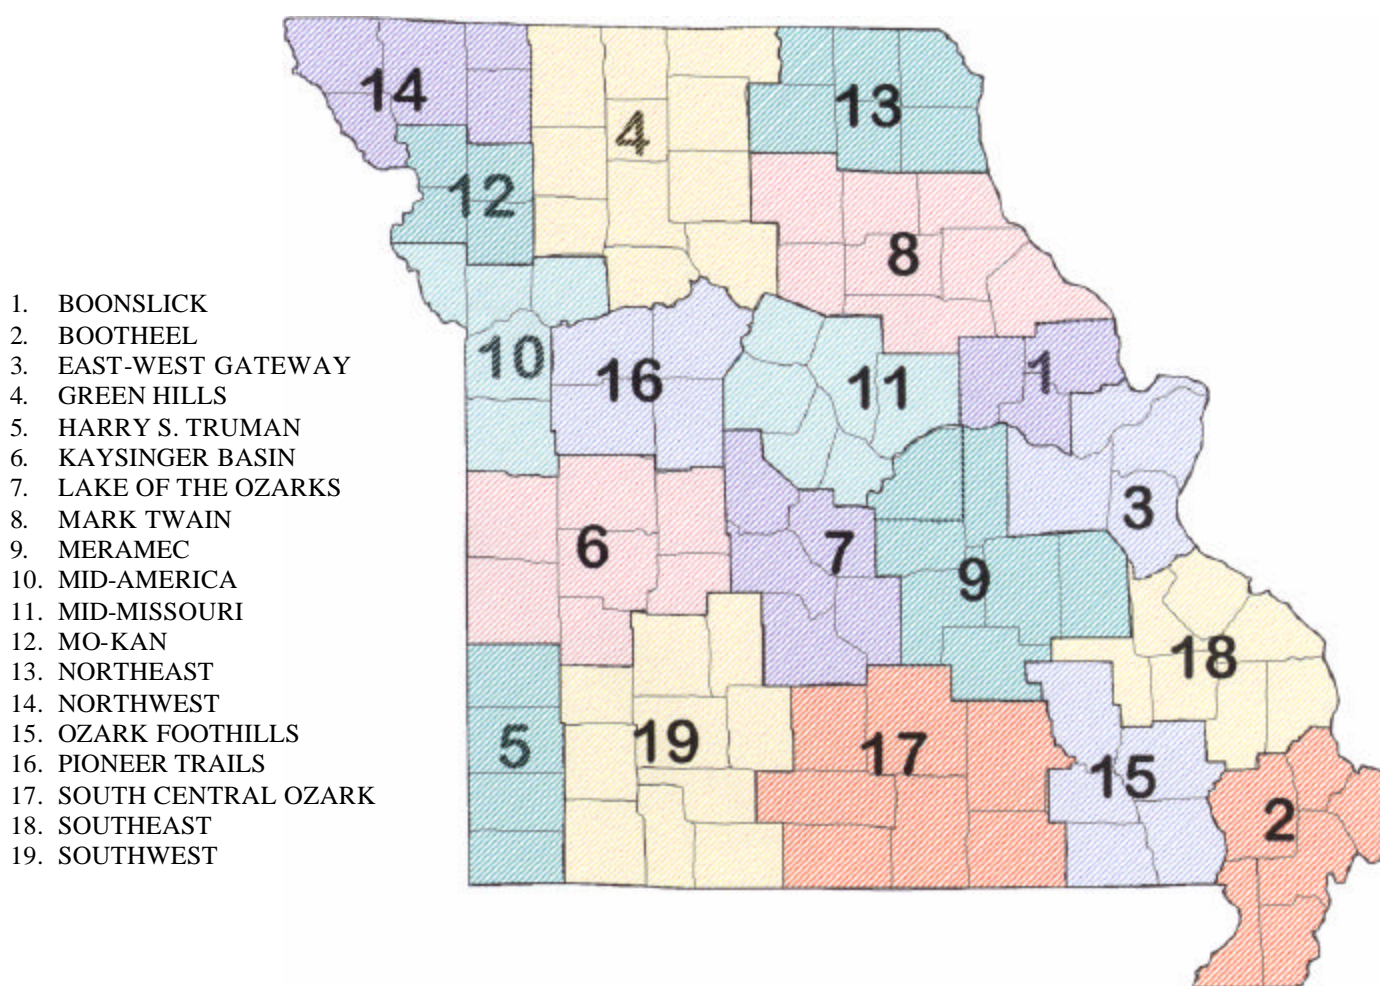 1. BOONSLICK
2. BOOTHEEL
3. EAST-WEST GATEWAY
4. GREEN HILLS
5. HARRY S. TRUMAN
6. KAYSINGER BASIN
7. LAKE OF THE OZARKS
8. MARK TWAIN
9. MERAMEC
10. MID-AMERICA
11. MID-MISSOURI
12. MO-KAN
13. NORTHEAST
14. NORTHWEST
15. OZARK FOOTHILLS
16. PIONEER TRAILS
17. SOUTH CENTRAL OZARK
18. SOUTHEAST
19. SOUTHWEST
14
13
4
12
8
10
16
11
1
3
6
7
9
18
5
19
17
15
2